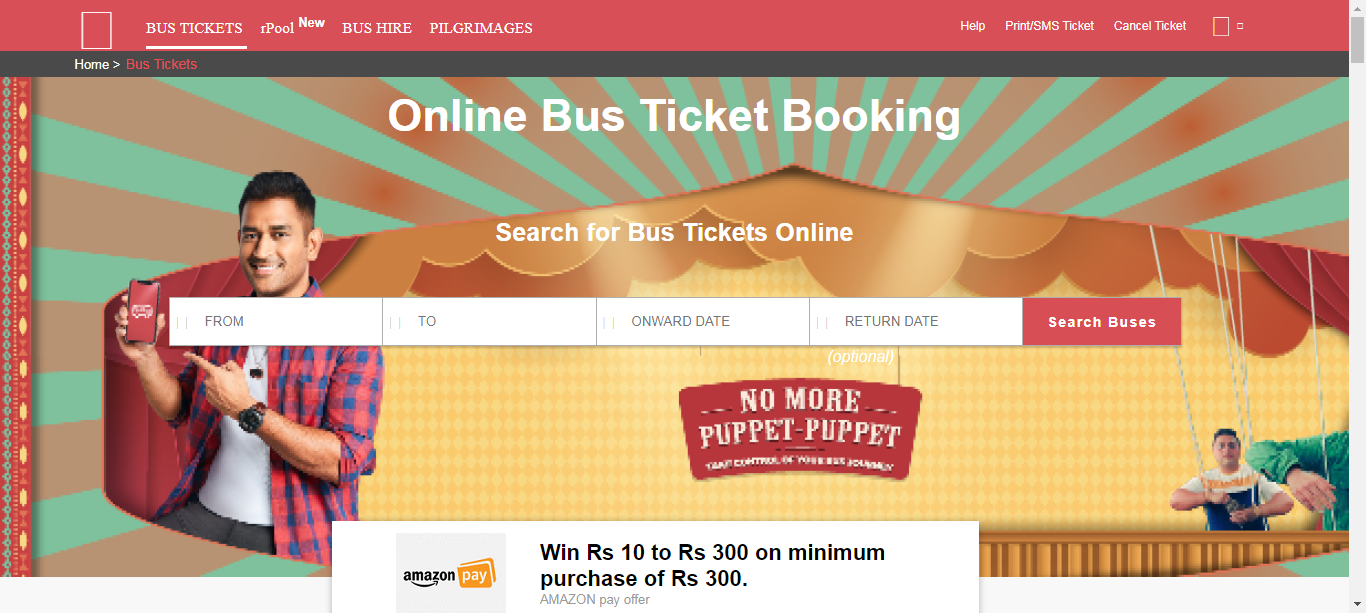 BUS TICKETS rPool New BUS HIRE PILGRIMAGES Help Print/SMS Ticket Cancel Ticket
Home > Bus Tickets
Online Bus Ticket Booking
Search for Bus Tickets Online
FROM TO ONWARD DATE RETURN DATE Search Buses
(optional)
NO MORE
PUPPET-PUPPET
TAKE CONTROL OF YOUR BUS JOURNEY
amazon pay
Win Rs 10 to Rs 300 on minimum
purchase of Rs 300.
AMAZON pay offer